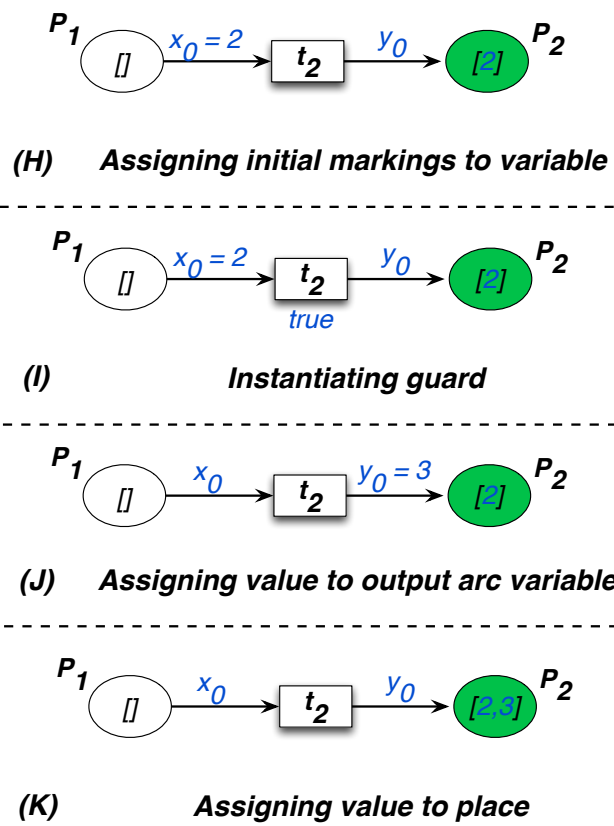 P1 x0 = 2 y0 P2
[] t2 [2]
(H) Assigning initial markings to variable
P1 x0 = 2 y0 P2
[] t2 [2]
true
(I) Instantiating guard
P1 x0 y0 = 3 P2
[] t2 [2]
(J) Assigning value to output arc variable
P1 x0 y0 P2
[] t2 [2,3]
(K) Assigning value to place